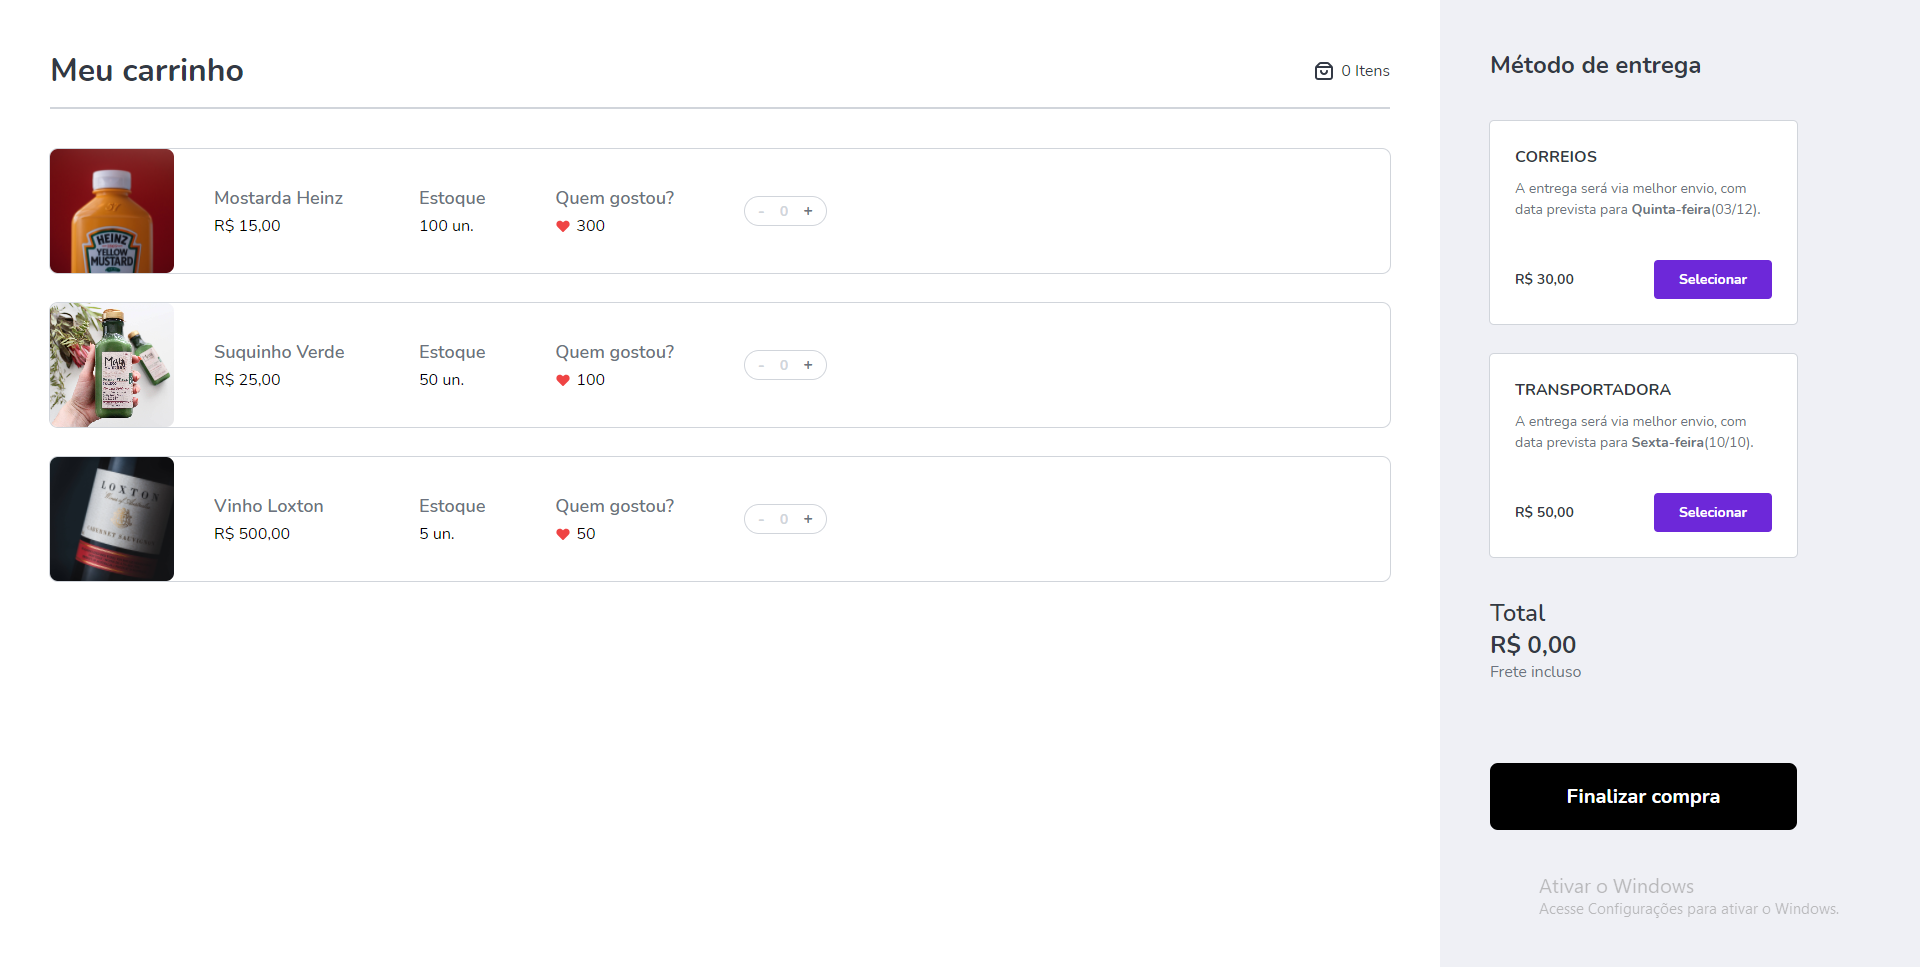 Meu carrinho
0 Itens
HEINZ
YELLOW
MUSTARD
Mostarda Heinz
R$ 15,00
Estoque
100 un.
Quem gostou?
300
- 0 +
Suquinho Verde
R$ 25,00
Estoque
50 un.
Quem gostou?
100
- 0 +
LOXTON
CABERNET SAUVIGNON
Vinho Loxton
R$ 500,00
Estoque
5 un.
Quem gostou?
50
- 0 +
Método de entrega
CORREIOS
A entrega será via melhor envio, com
data prevista para Quinta-feira(03/12).
R$ 30,00
Selecionar
TRANSPORTADORA
A entrega será via melhor envio, com
data prevista para Sexta-feira(10/10).
R$ 50,00
Selecionar
Total
R$ 0,00
Frete incluso
Finalizar compra
Ativar o Windows
Acesse Configurações para ativar o Windows.